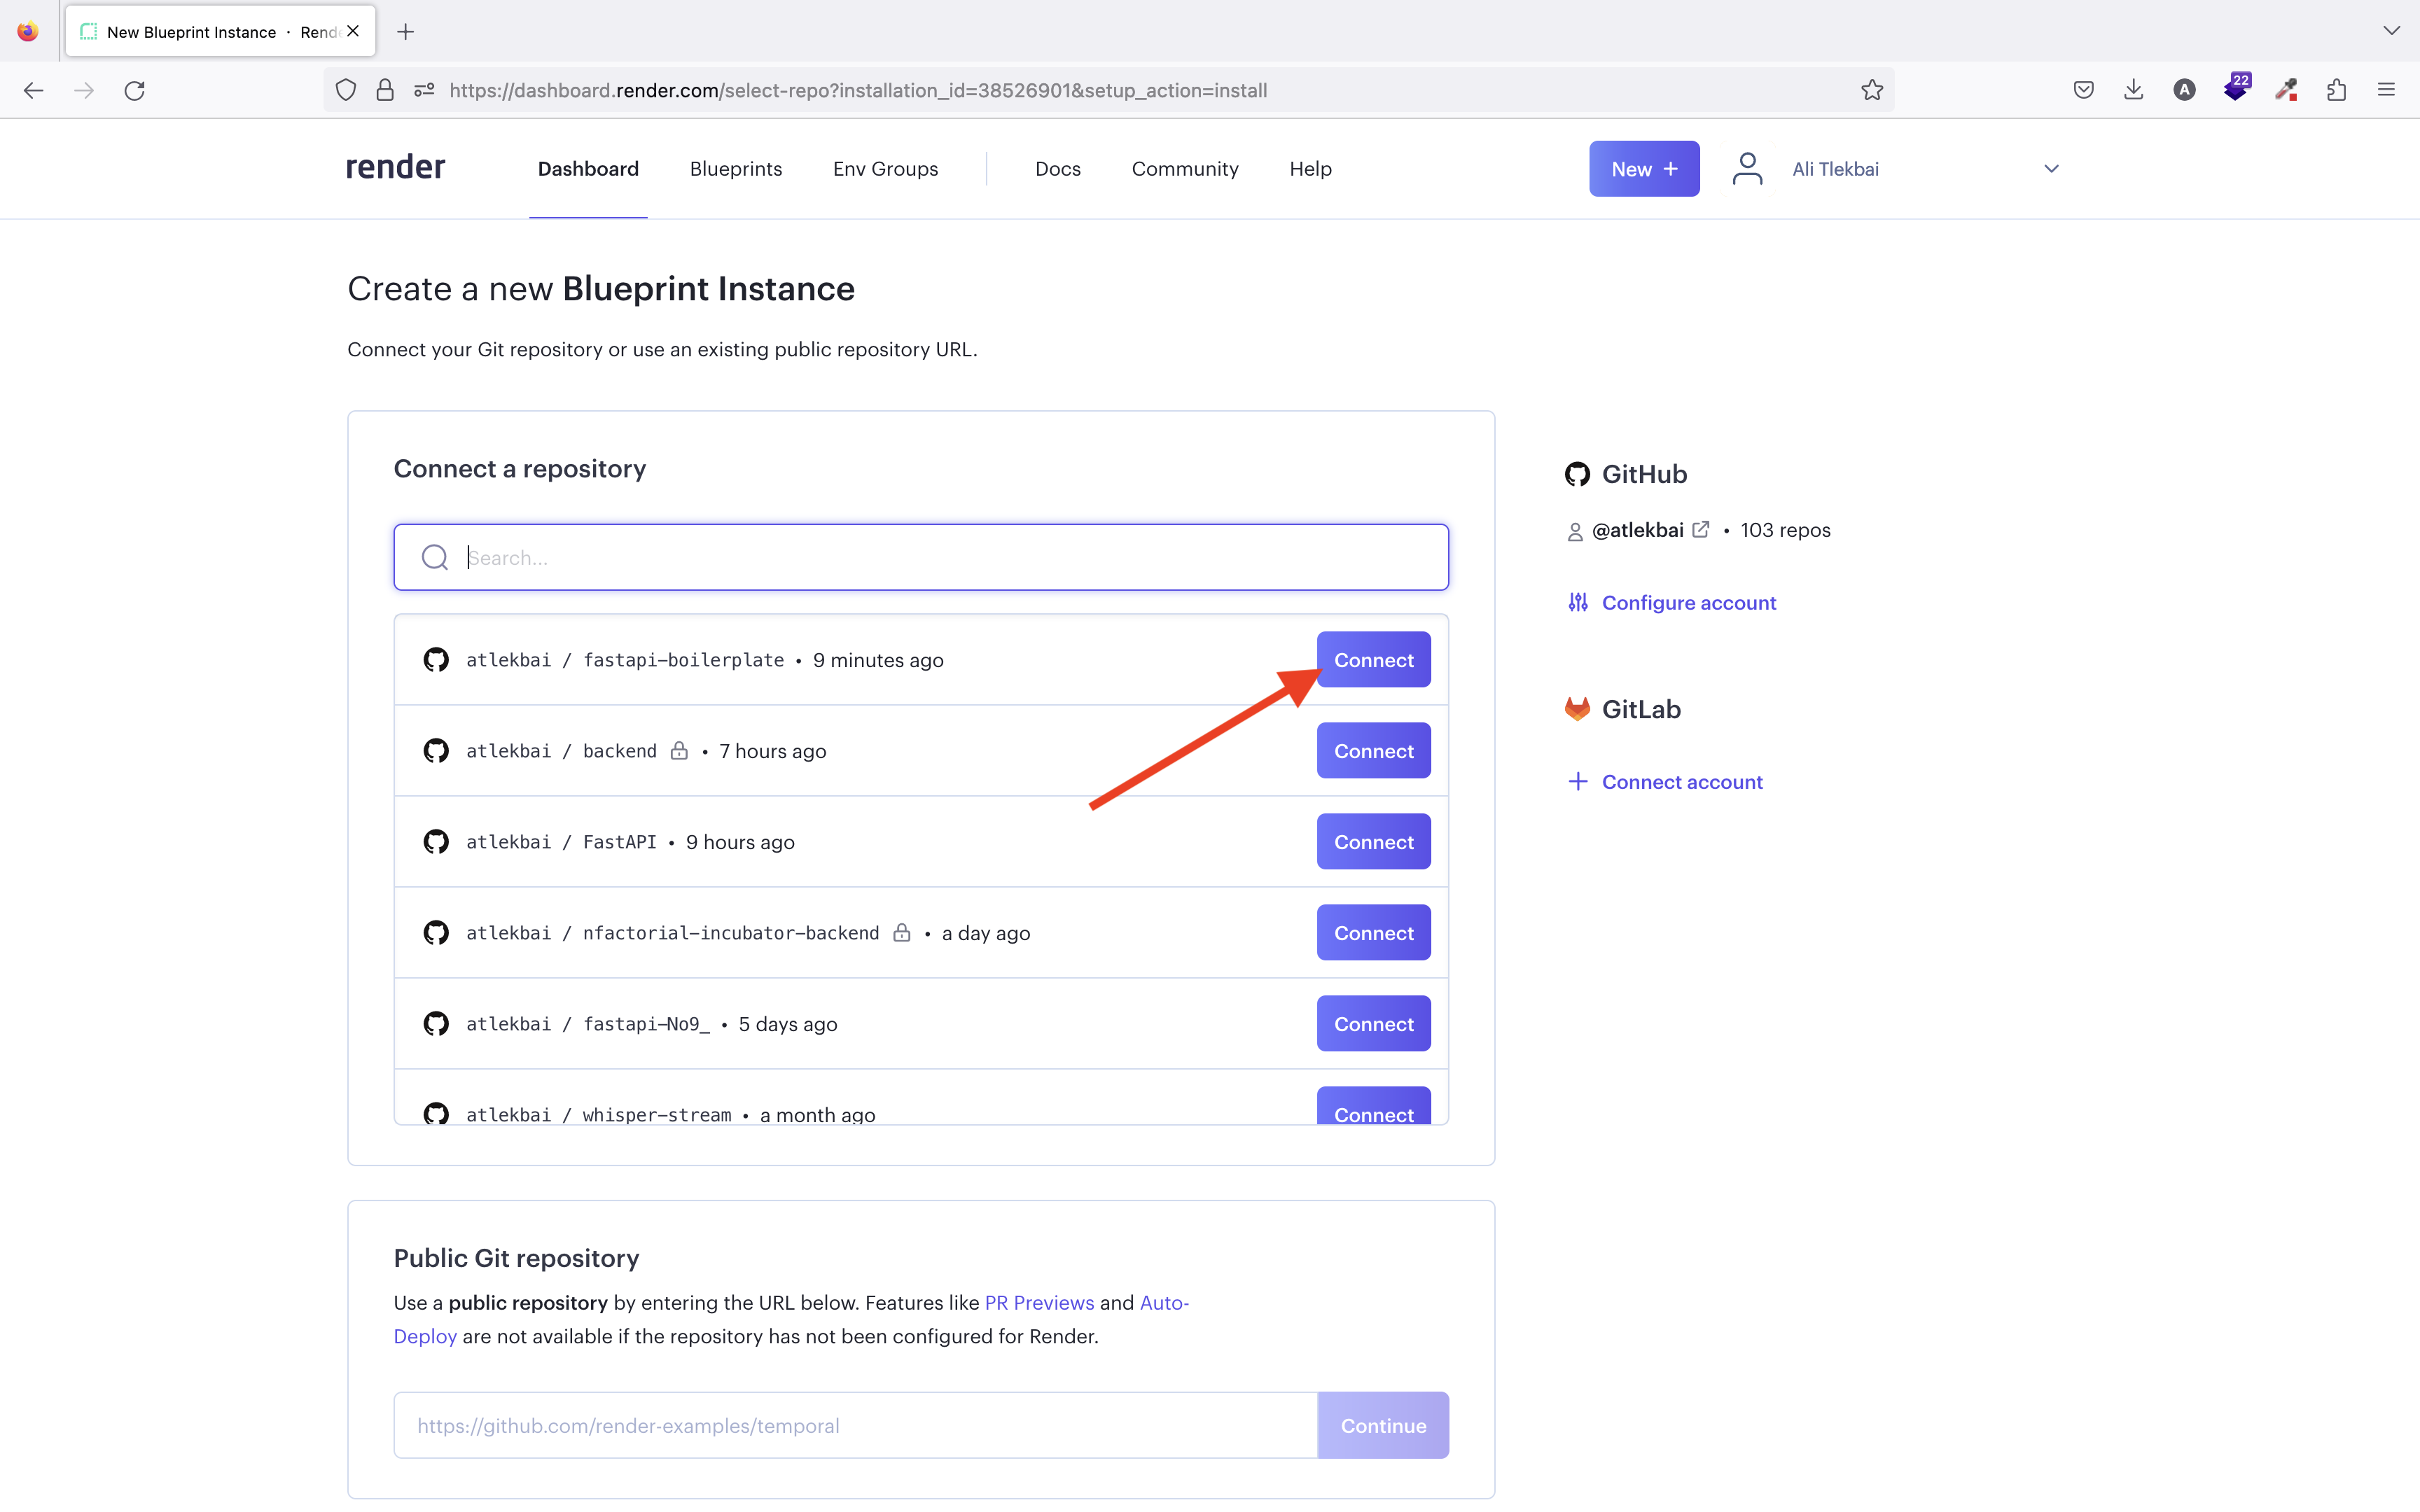 New Blueprint Instance · Rend
https://dashboard.render.com/select-repo?installation_id=38526901&setup_action=install
A
22
render
Dashboard
Blueprints
Env Groups
Docs
Community
Help
New +
Ali Tlekbai
Create a new Blueprint Instance
Connect your Git repository or use an existing public repository URL.
Connect a repository
Search...
atlekbai / fastapi-boilerplate • 9 minutes ago
Connect
atlekbai / backend • 7 hours ago
Connect
atlekbai / FastAPI • 9 hours ago
Connect
atlekbai / nfactorial-incubator-backend • a day ago
Connect
atlekbai / fastapi-No9_ • 5 days ago
Connect
atlekbai / whisper-stream • a month ago
Connect
GitHub
@atlekbai • 103 repos
Configure account
GitLab
Connect account
Public Git repository
Use a public repository by entering the URL below. Features like PR Previews and Auto-
Deploy are not available if the repository has not been configured for Render.
https://github.com/render-examples/temporal
Continue